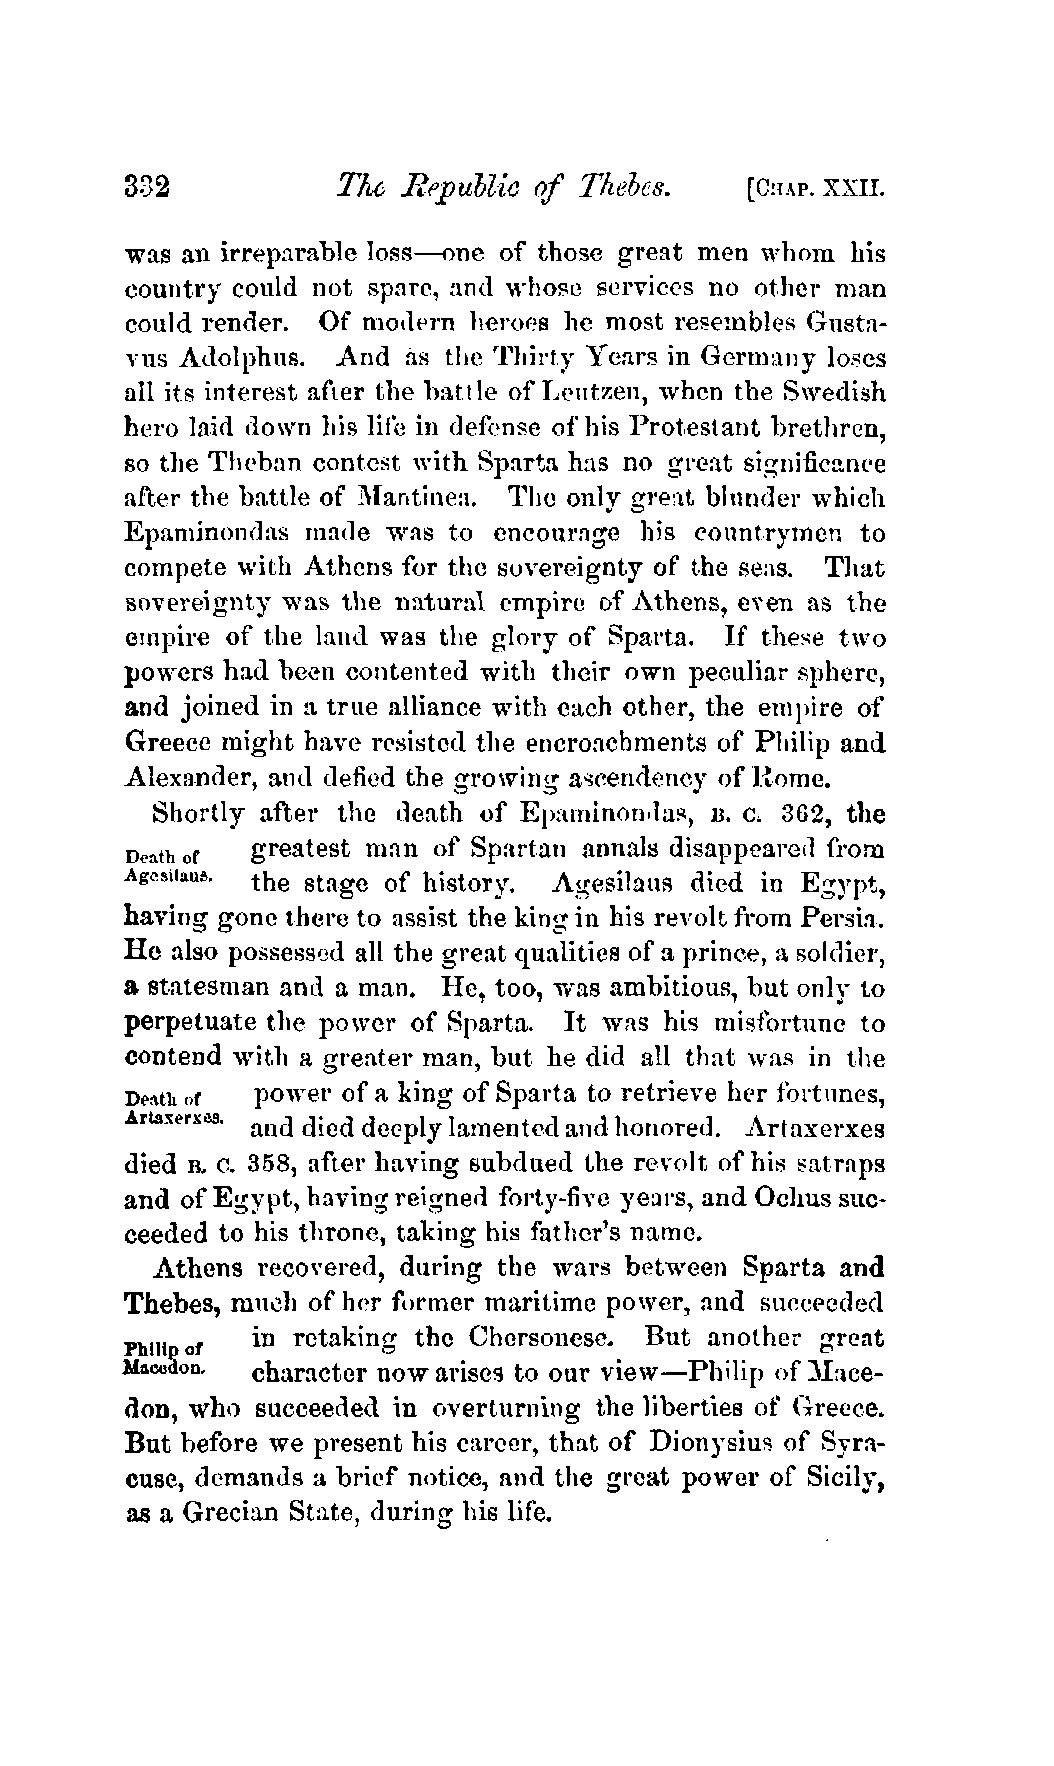 332 The Republic of Thebes. [CHAP. XXII.
was an irreparable loss—one of those great men whom his
country could not spare, and whose services no other man
could render. Of modern heroes he most resembles Gusta-
vus Adolphus. And as the Thirty Years in Germany loses
all its interest after the battle of Leutzen, when the Swedish
hero laid down his life in defense of his Protestant brethren,
so the Theban contest with Sparta has no great significance
after the battle of Mantinea. The only great blunder which
Epaminondas made was to encourage his countrymen to
compete with Athens for the sovereignty of the seas. That
sovereignty was the natural empire of Athens, even as the
empire of the land was the glory of Sparta. If these two
powers had been contented with their own peculiar sphere,
and joined in a true alliance with each other, the empire of
Greece might have resisted the encroachments of Philip and
Alexander, and defied the growing ascendency of Rome.
Shortly after the death of Epaminondas, B. C. 362, the
Death of
Agesilaus.
greatest man of Spartan annals disappeared from
the stage of history. Agesilaus died in Egypt,
having gone there to assist the king in his revolt from Persia.
He also possessed all the great qualities of a prince, a soldier,
a statesman and a man. He, too, was ambitious, but only to
perpetuate the power of Sparta. It was his misfortune to
contend with a greater man, but he did all that was in the
Death of
Artaxerxes.
power of a king of Sparta to retrieve her fortunes,
and died deeply lamented and honored. Artaxerxes
died B. C. 358, after having subdued the revolt of his satraps
and of Egypt, having reigned forty-five years, and Ochus suc-
ceeded to his throne, taking his father's name.
Athens recovered, during the wars between Sparta and
Thebes, much of her former maritime power, and succeeded
Philip of
Macedon.
in retaking the Chersonese. But another great
character now arises to our view—Philip of Mace-
don, who succeeded in overturning the liberties of Greece.
But before we present his career, that of Dionysius of Syra-
cuse, demands a brief notice, and the great power of Sicily,
as a Grecian State, during his life.